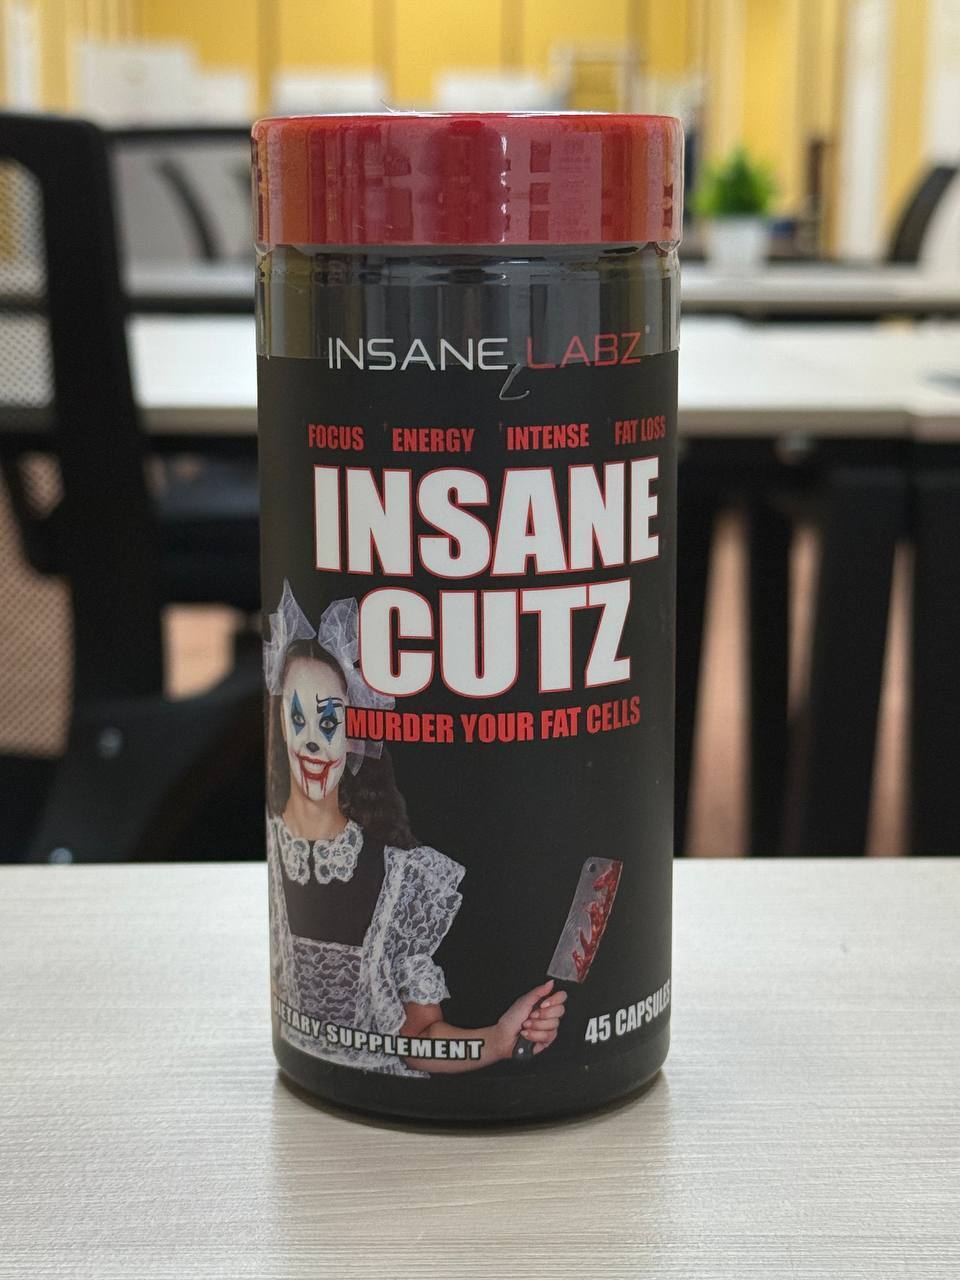 INSANE LABZ
FOCUS ENERGY INTENSE FAT LOSS
INSANE
CUTZ
MURDER YOUR FAT CELLS
DIETARY SUPPLEMENT
45 CAPSULES